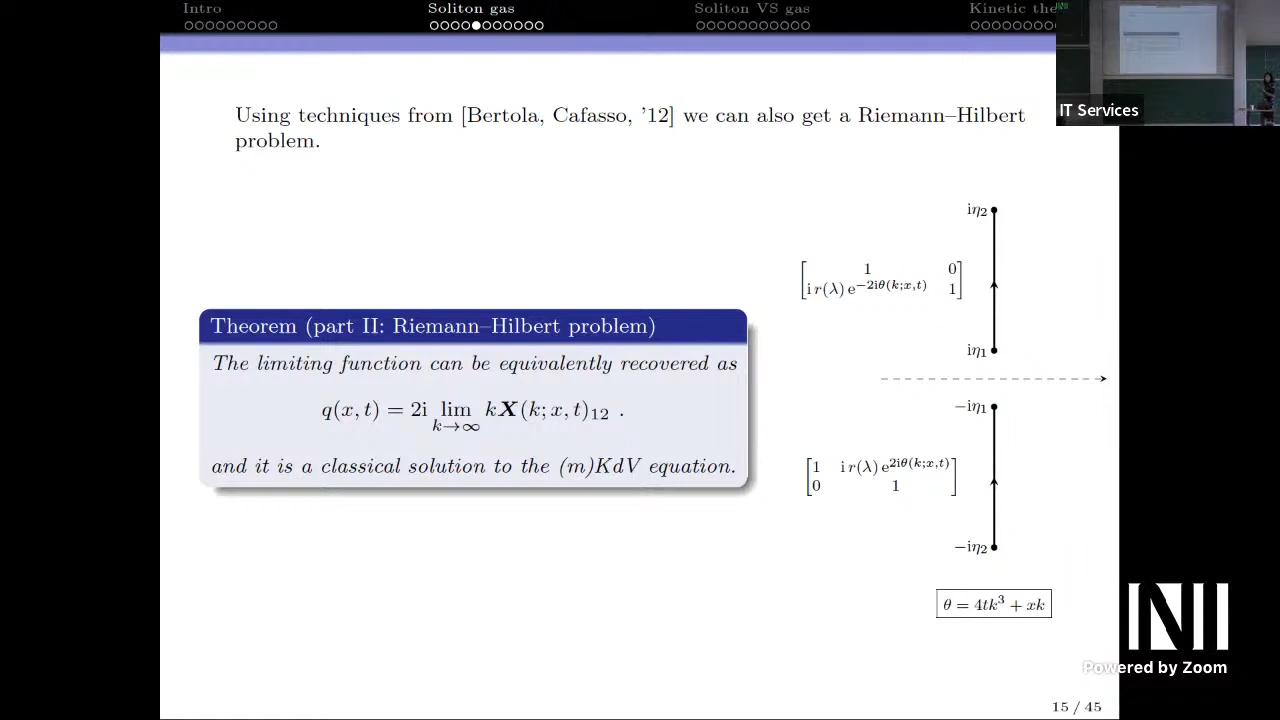 Intro
Soliton gas
Soliton VS gas
Kinetic the
Using techniques from [Bertola, Cafasso, '12] we can also get a Riemann–Hilbert
problem.
Theorem (part II: Riemann–Hilbert problem)
The limiting function can be equivalently recovered as
q(x, t) = 2i lim k→∞ kX(k; x, t)₁₂ .
and it is a classical solution to the (m)KdV equation.
iη₂
[1 0
i r(λ) e^{−2iθ(k;x,t)} 1]
iη₁
−iη₁
[1 i r(λ) e^{2iθ(k;x,t)}
0 1]
−iη₂
θ = 4tk³ + xk
15 / 45
IT Services
Powered by Zoom